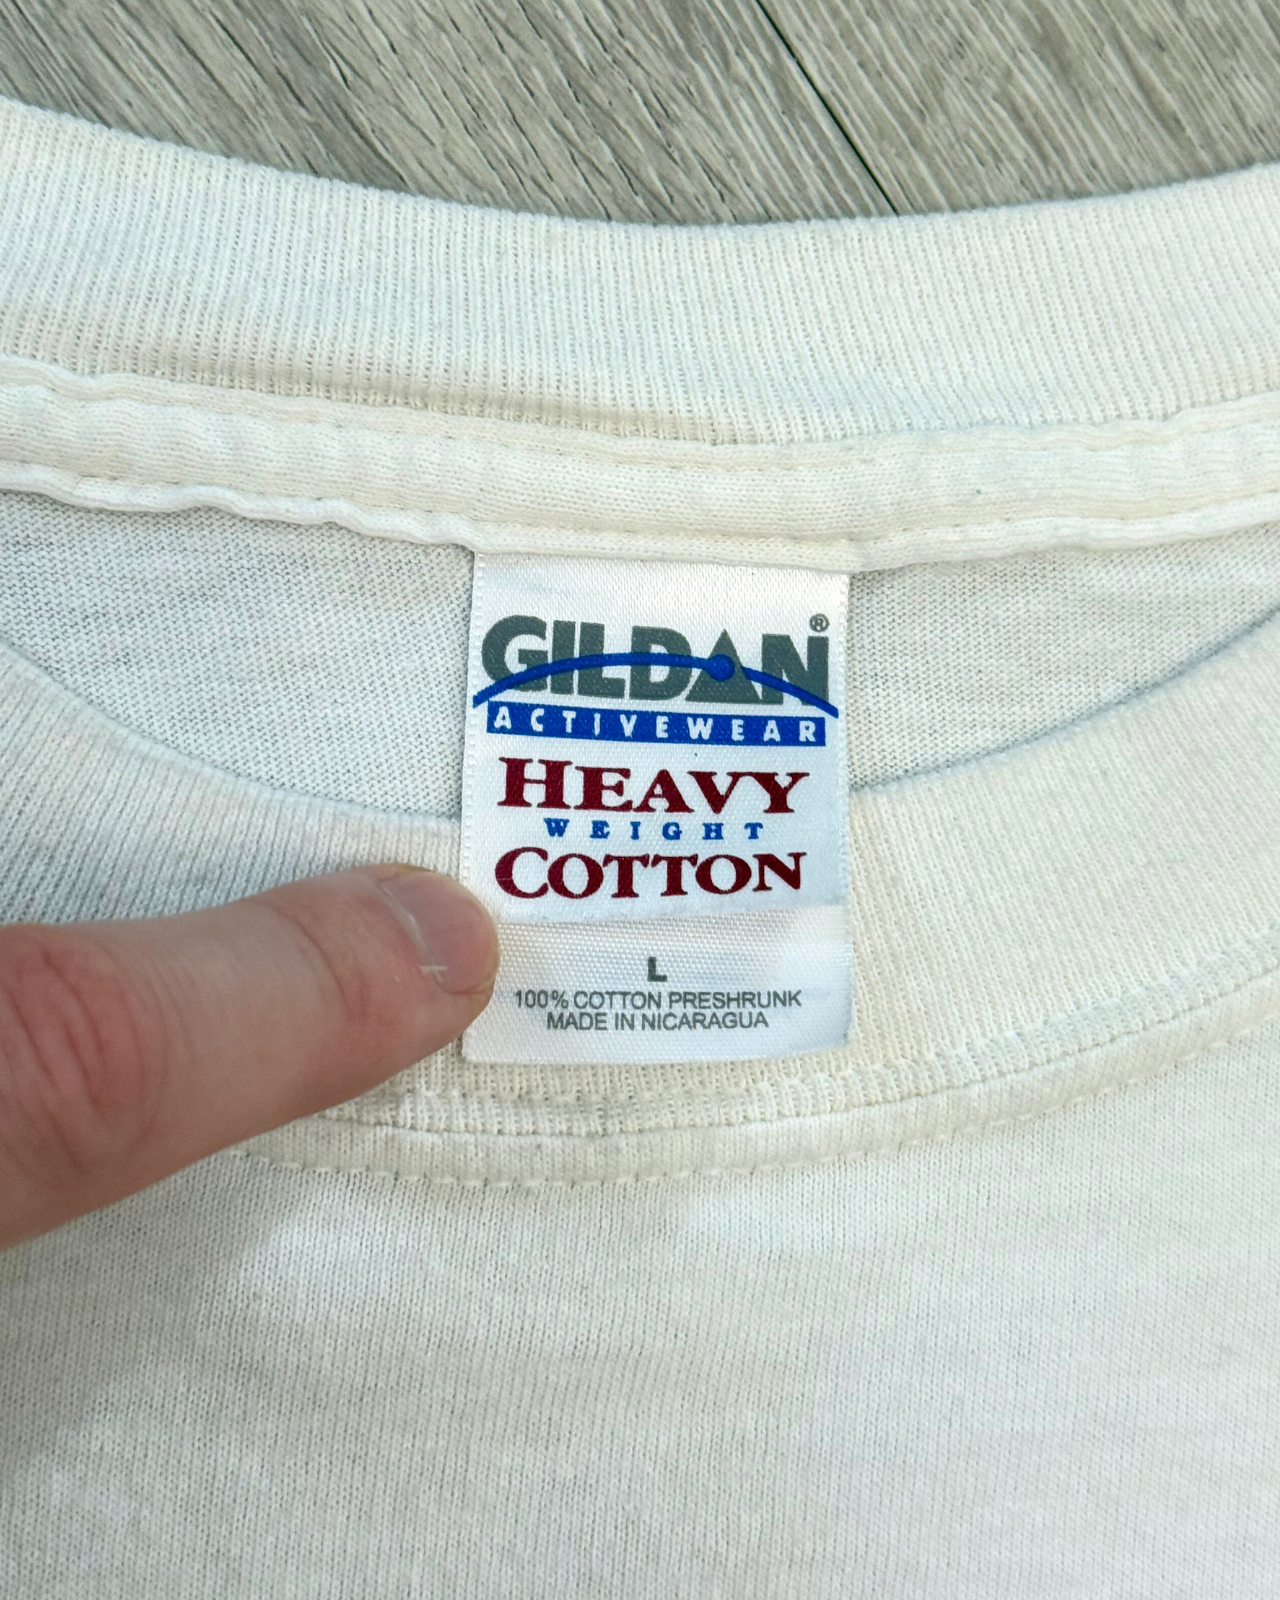 GILDAN®
ACTIVEWEAR
HEAVY
WEIGHT
COTTON
L
100% COTTON PRESHRUNK
MADE IN NICARAGUA